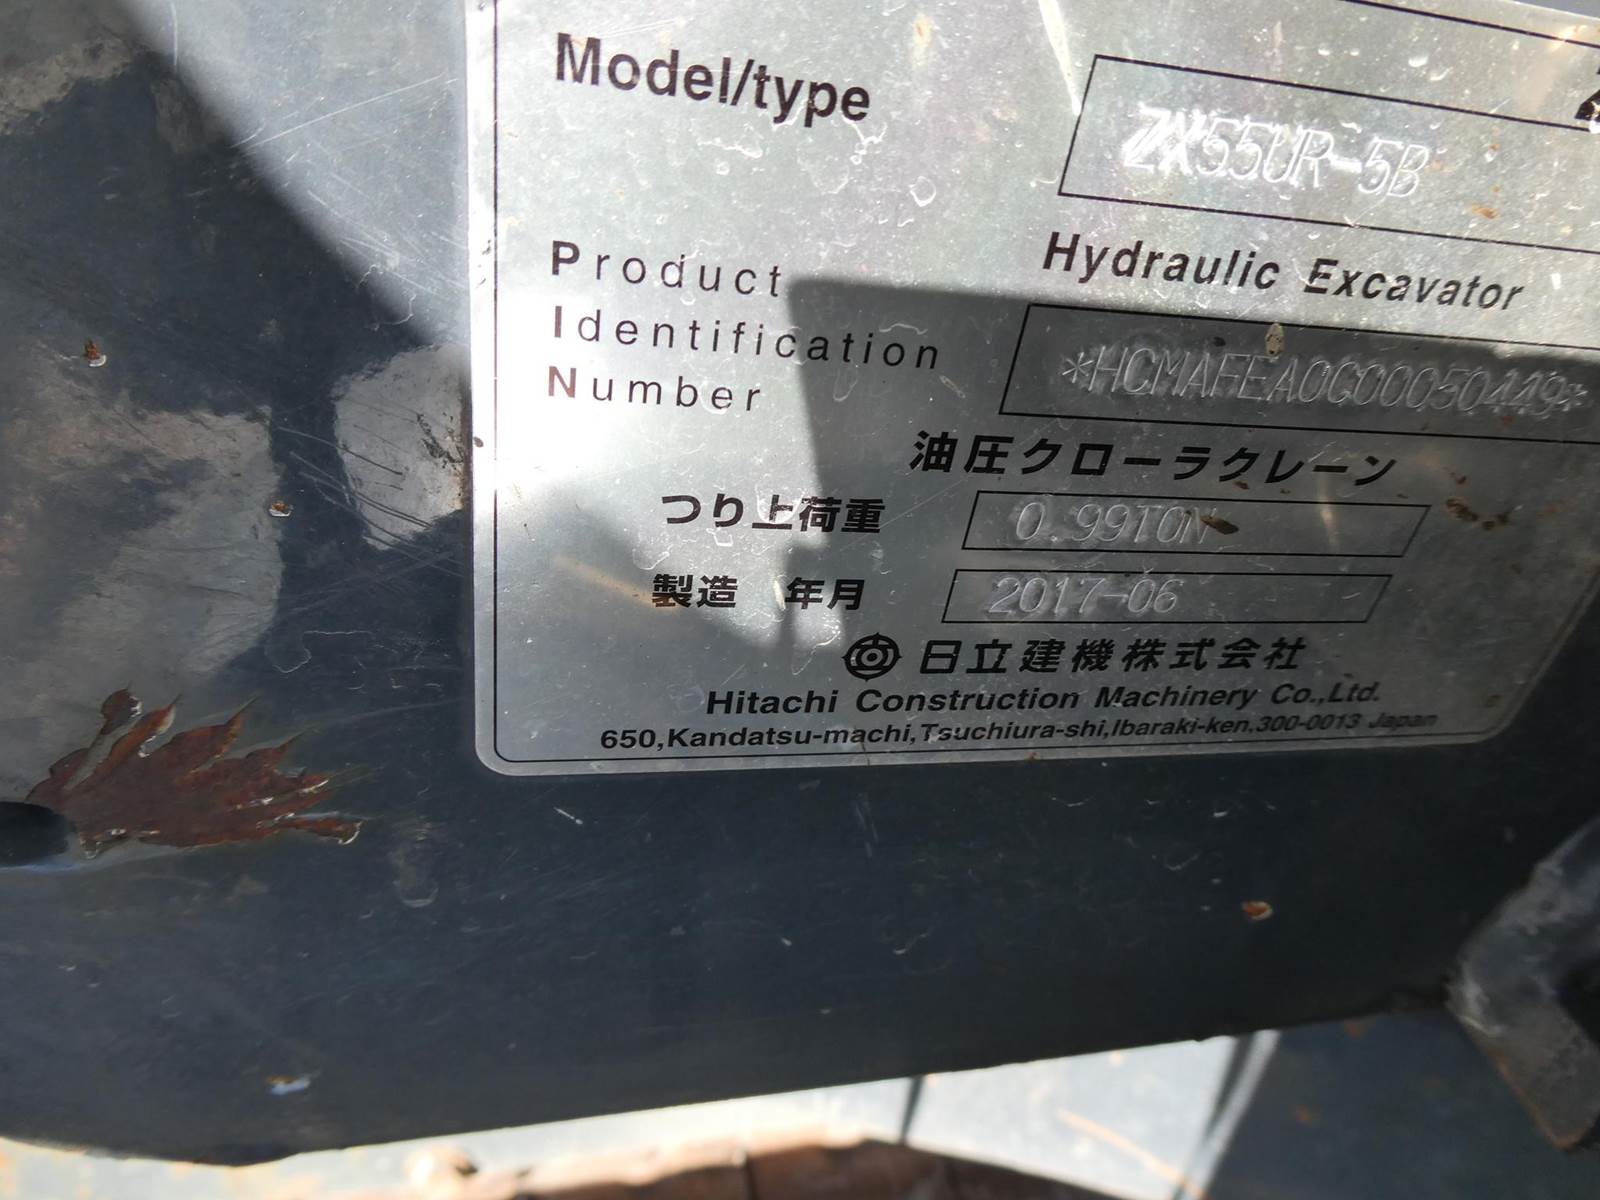 Model/type ZX55UR-5B
Hydraulic Excavator
Product
Identification
Number
*HCMAFEA0C00050449*
油圧クローラクレーン
つり上荷重 0.99TON
製造 年月 2017-06
日立建機株式会社
Hitachi Construction Machinery Co.,Ltd.
650,Kandatsu-machi,Tsuchiura-shi,Ibaraki-ken,300-0013 Japan